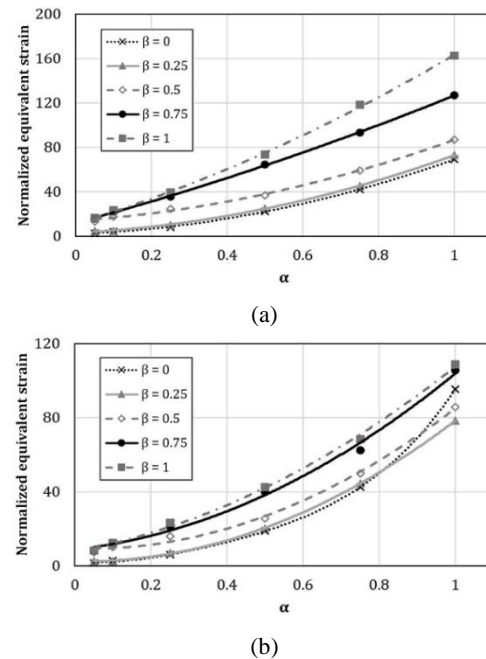 200
160
120
80
40
0
Normalized equivalent strain
β = 0
β = 0.25
β = 0.5
β = 0.75
β = 1
0 0.2 0.4 0.6 0.8 1
α
(a)
120
80
40
0
Normalized equivalent strain
β = 0
β = 0.25
β = 0.5
β = 0.75
β = 1
0 0.2 0.4 0.6 0.8 1
α
(b)